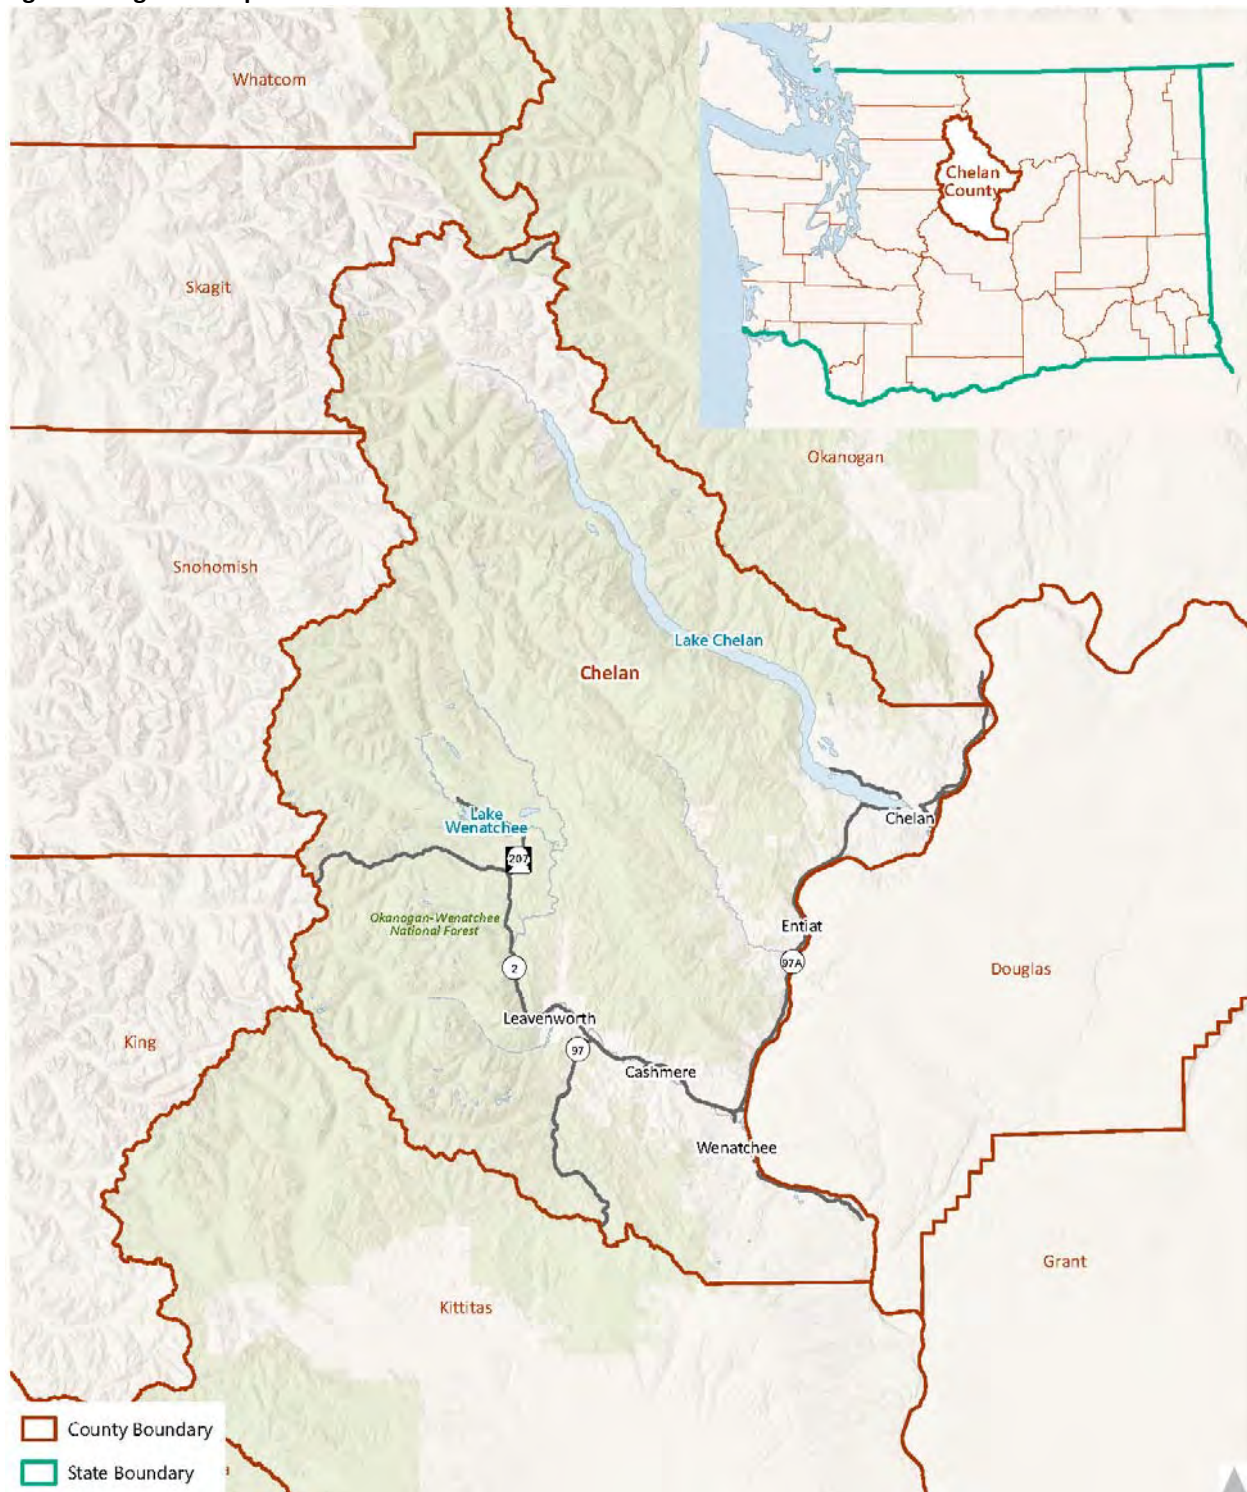 Whatcom
Chelan
County
Skagit
Okanogan
Snohomish
Lake Chelan
Chelan
Lake
Wenatchee
Chelan
207
Okanogan-Wenatchee
National Forest
Entiat
97A
2
Douglas
Leavenworth
King
97
Cashmere
Wenatchee
Grant
Kittitas
County Boundary
State Boundary